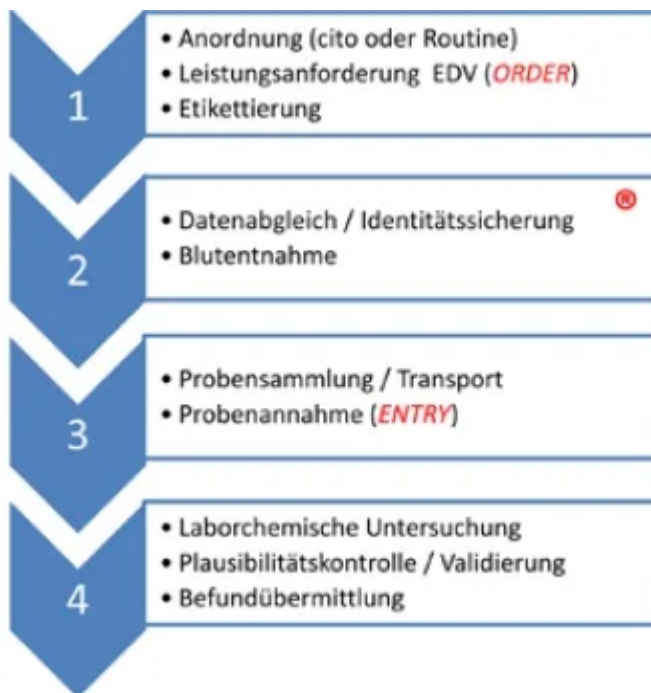 1
• Anordnung (cito oder Routine)
• Leistungsanforderung EDV (ORDER)
• Etikettierung
2
®
• Datenabgleich / Identitätssicherung
• Blutentnahme
3
• Probensammlung / Transport
• Probenannahme (ENTRY)
4
• Laborchemische Untersuchung
• Plausibilitätskontrolle / Validierung
• Befundübermittlung